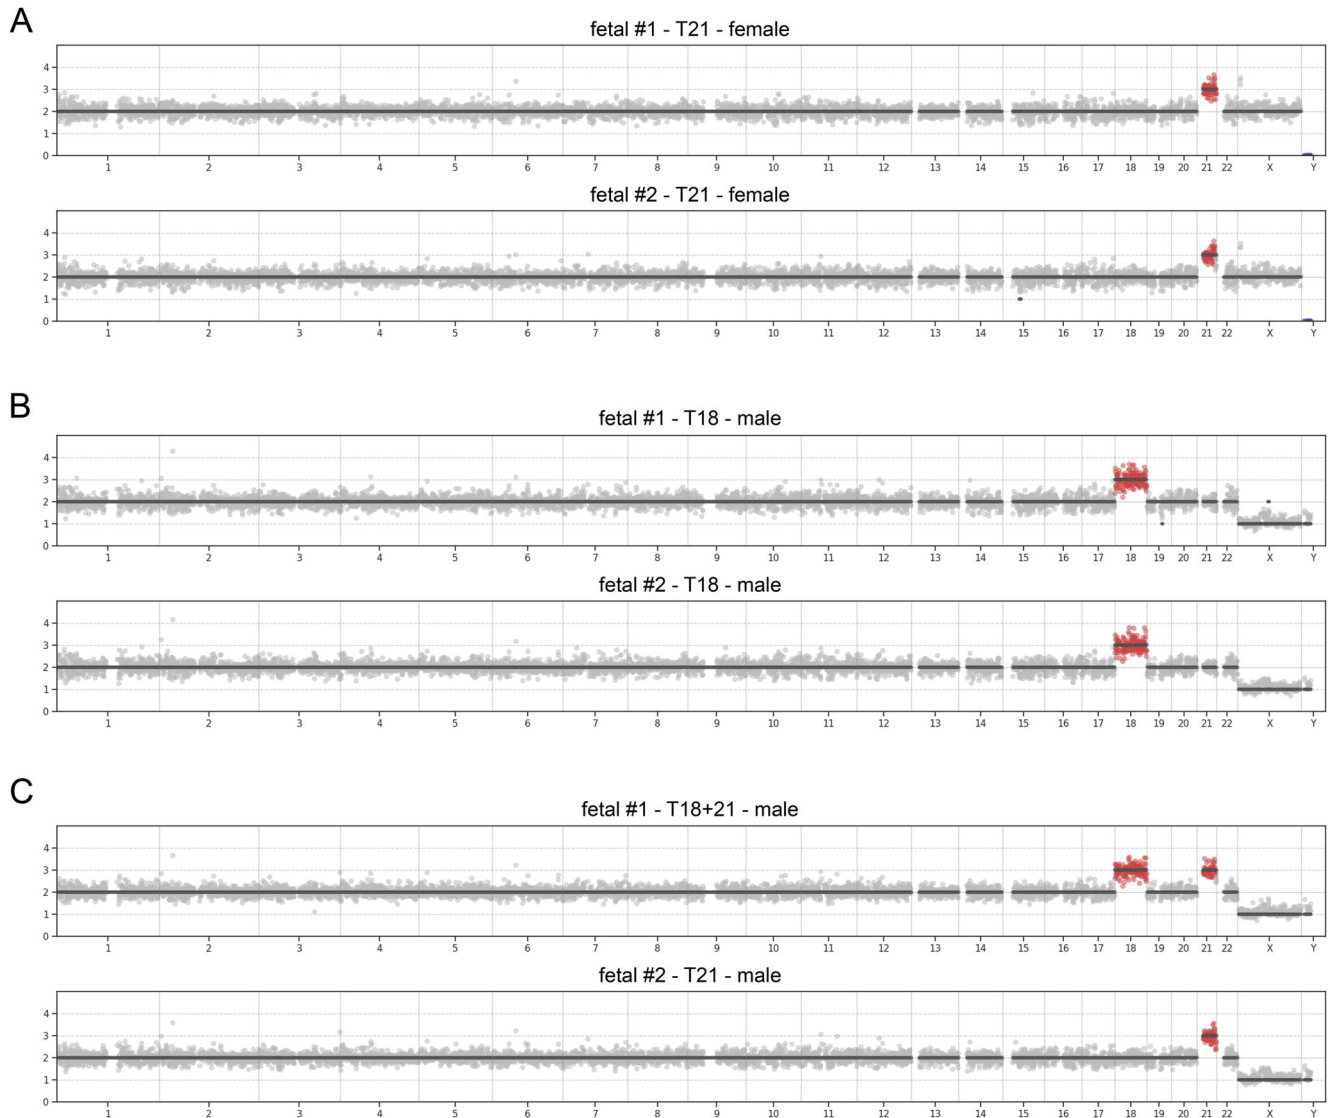 A
fetal #1 - T21 - female
4
3
2
1
0
1 2 3 4 5 6 7 8 9 10 11 12 13 14 15 16 17 18 19 20 21 22 X Y
fetal #2 - T21 - female
4
3
2
1
0
1 2 3 4 5 6 7 8 9 10 11 12 13 14 15 16 17 18 19 20 21 22 X Y
B
fetal #1 - T18 - male
4
3
2
1
0
1 2 3 4 5 6 7 8 9 10 11 12 13 14 15 16 17 18 19 20 21 22 X Y
fetal #2 - T18 - male
4
3
2
1
0
1 2 3 4 5 6 7 8 9 10 11 12 13 14 15 16 17 18 19 20 21 22 X Y
C
fetal #1 - T18+21 - male
4
3
2
1
0
1 2 3 4 5 6 7 8 9 10 11 12 13 14 15 16 17 18 19 20 21 22 X Y
fetal #2 - T21 - male
4
3
2
1
0
1 2 3 4 5 6 7 8 9 10 11 12 13 14 15 16 17 18 19 20 21 22 X Y